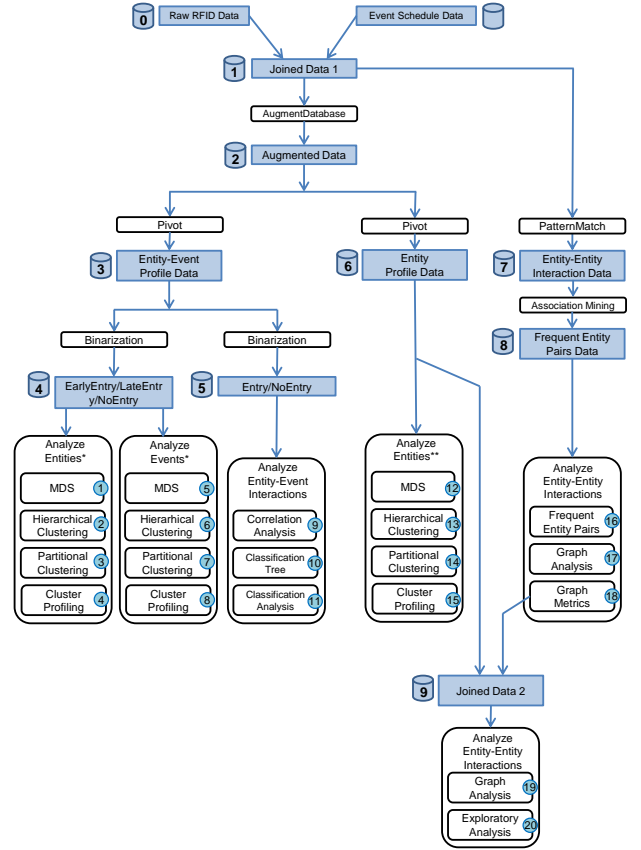 0
Raw RFID Data
Event Schedule Data
1
Joined Data 1
AugmentDatabase
2
Augmented Data
Pivot
Pivot
PatternMatch
3
Entity-Event
Profile Data
6
Entity
Profile Data
7
Entity-Entity
Interaction Data
Association Mining
8
Frequent Entity
Pairs Data
Binarization
Binarization
4
EarlyEntry/LateEntr
y/NoEntry
5
Entry/NoEntry
Analyze
Entities*
MDS
1
Hierarchical
Clustering
2
Partitional
Clustering
3
Cluster
Profiling
4
Analyze
Events*
MDS
5
Hierarhical
Clustering
6
Partitional
Clustering
7
Cluster
Profiling
8
Analyze
Entity-Event
Interactions
Correlation
Analysis
9
Classification
Tree
10
Classification
Analysis
11
Analyze
Entities**
MDS
12
Hierarchical
Clustering
13
Partitional
Clustering
14
Cluster
Profiling
15
Analyze
Entity-Entity
Interactions
Frequent
Entity Pairs
16
Graph
Analysis
17
Graph
Metrics
18
9
Joined Data 2
Analyze
Entity-Entity
Interactions
Graph
Analysis
19
Exploratory
Analysis
20